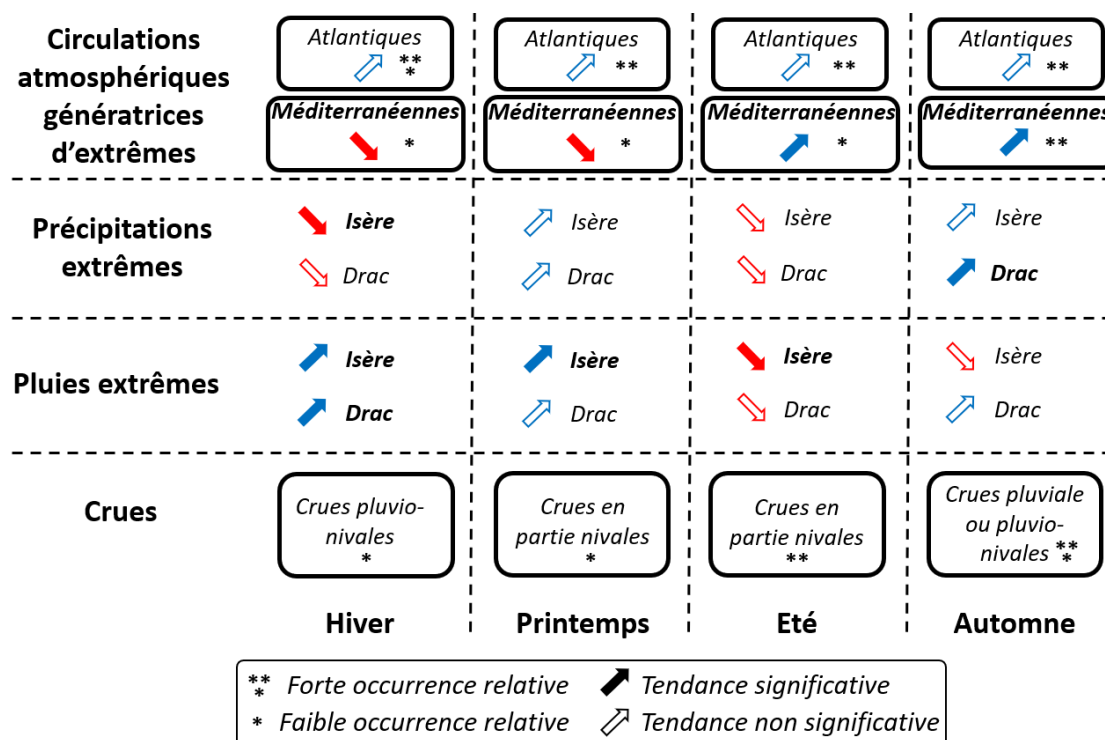 Circulations
atmosphériques
génératrices
d’extrêmes
Atlantiques
**
*
Atlantiques
**
Atlantiques
**
Atlantiques
**
Méditerranéennes
*
Méditerranéennes
*
Méditerranéennes
*
Méditerranéennes
**
Précipitations
extrêmes
Isère
Drac
Isère
Drac
Isère
Drac
Isère
Drac
Pluies extrêmes
Isère
Drac
Isère
Drac
Isère
Drac
Isère
Drac
Crues
Crues pluvio-
nivales
*
Crues en
partie nivales
*
Crues en
partie nivales
**
Crues pluviale
ou pluvio-
nivales **
*
Hiver
Printemps
Eté
Automne
**
* Forte occurrence relative
Tendance significative
* Faible occurrence relative
Tendance non significative